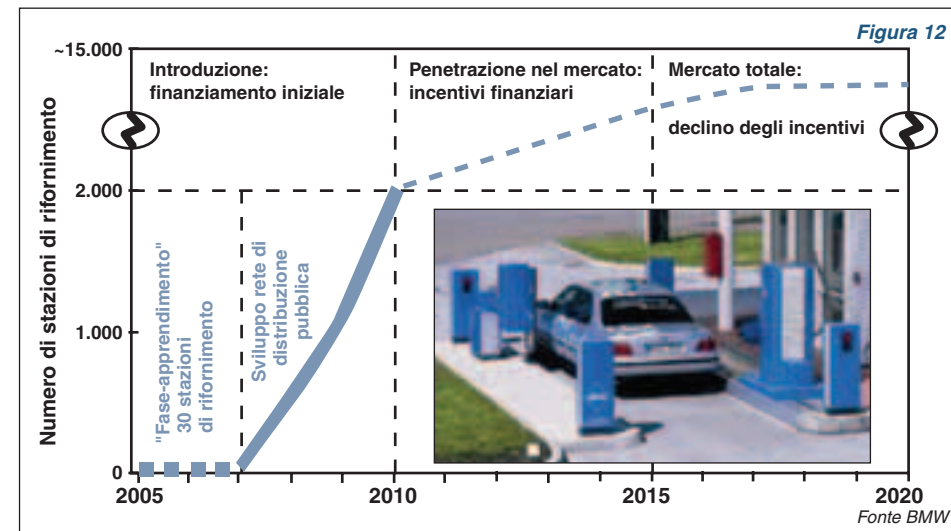 Figura 12
~15.000
Introduzione:
finanziamento iniziale
Penetrazione nel mercato:
incentivi finanziari
Mercato totale:
declino degli incentivi
Numero di stazioni di rifornimento
2.000
1.000
0
"Fase-apprendimento"
30 stazioni
di rifornimento
Sviluppo rete di
distribuzione
pubblica
2005
2010
2015
2020
Fonte BMW